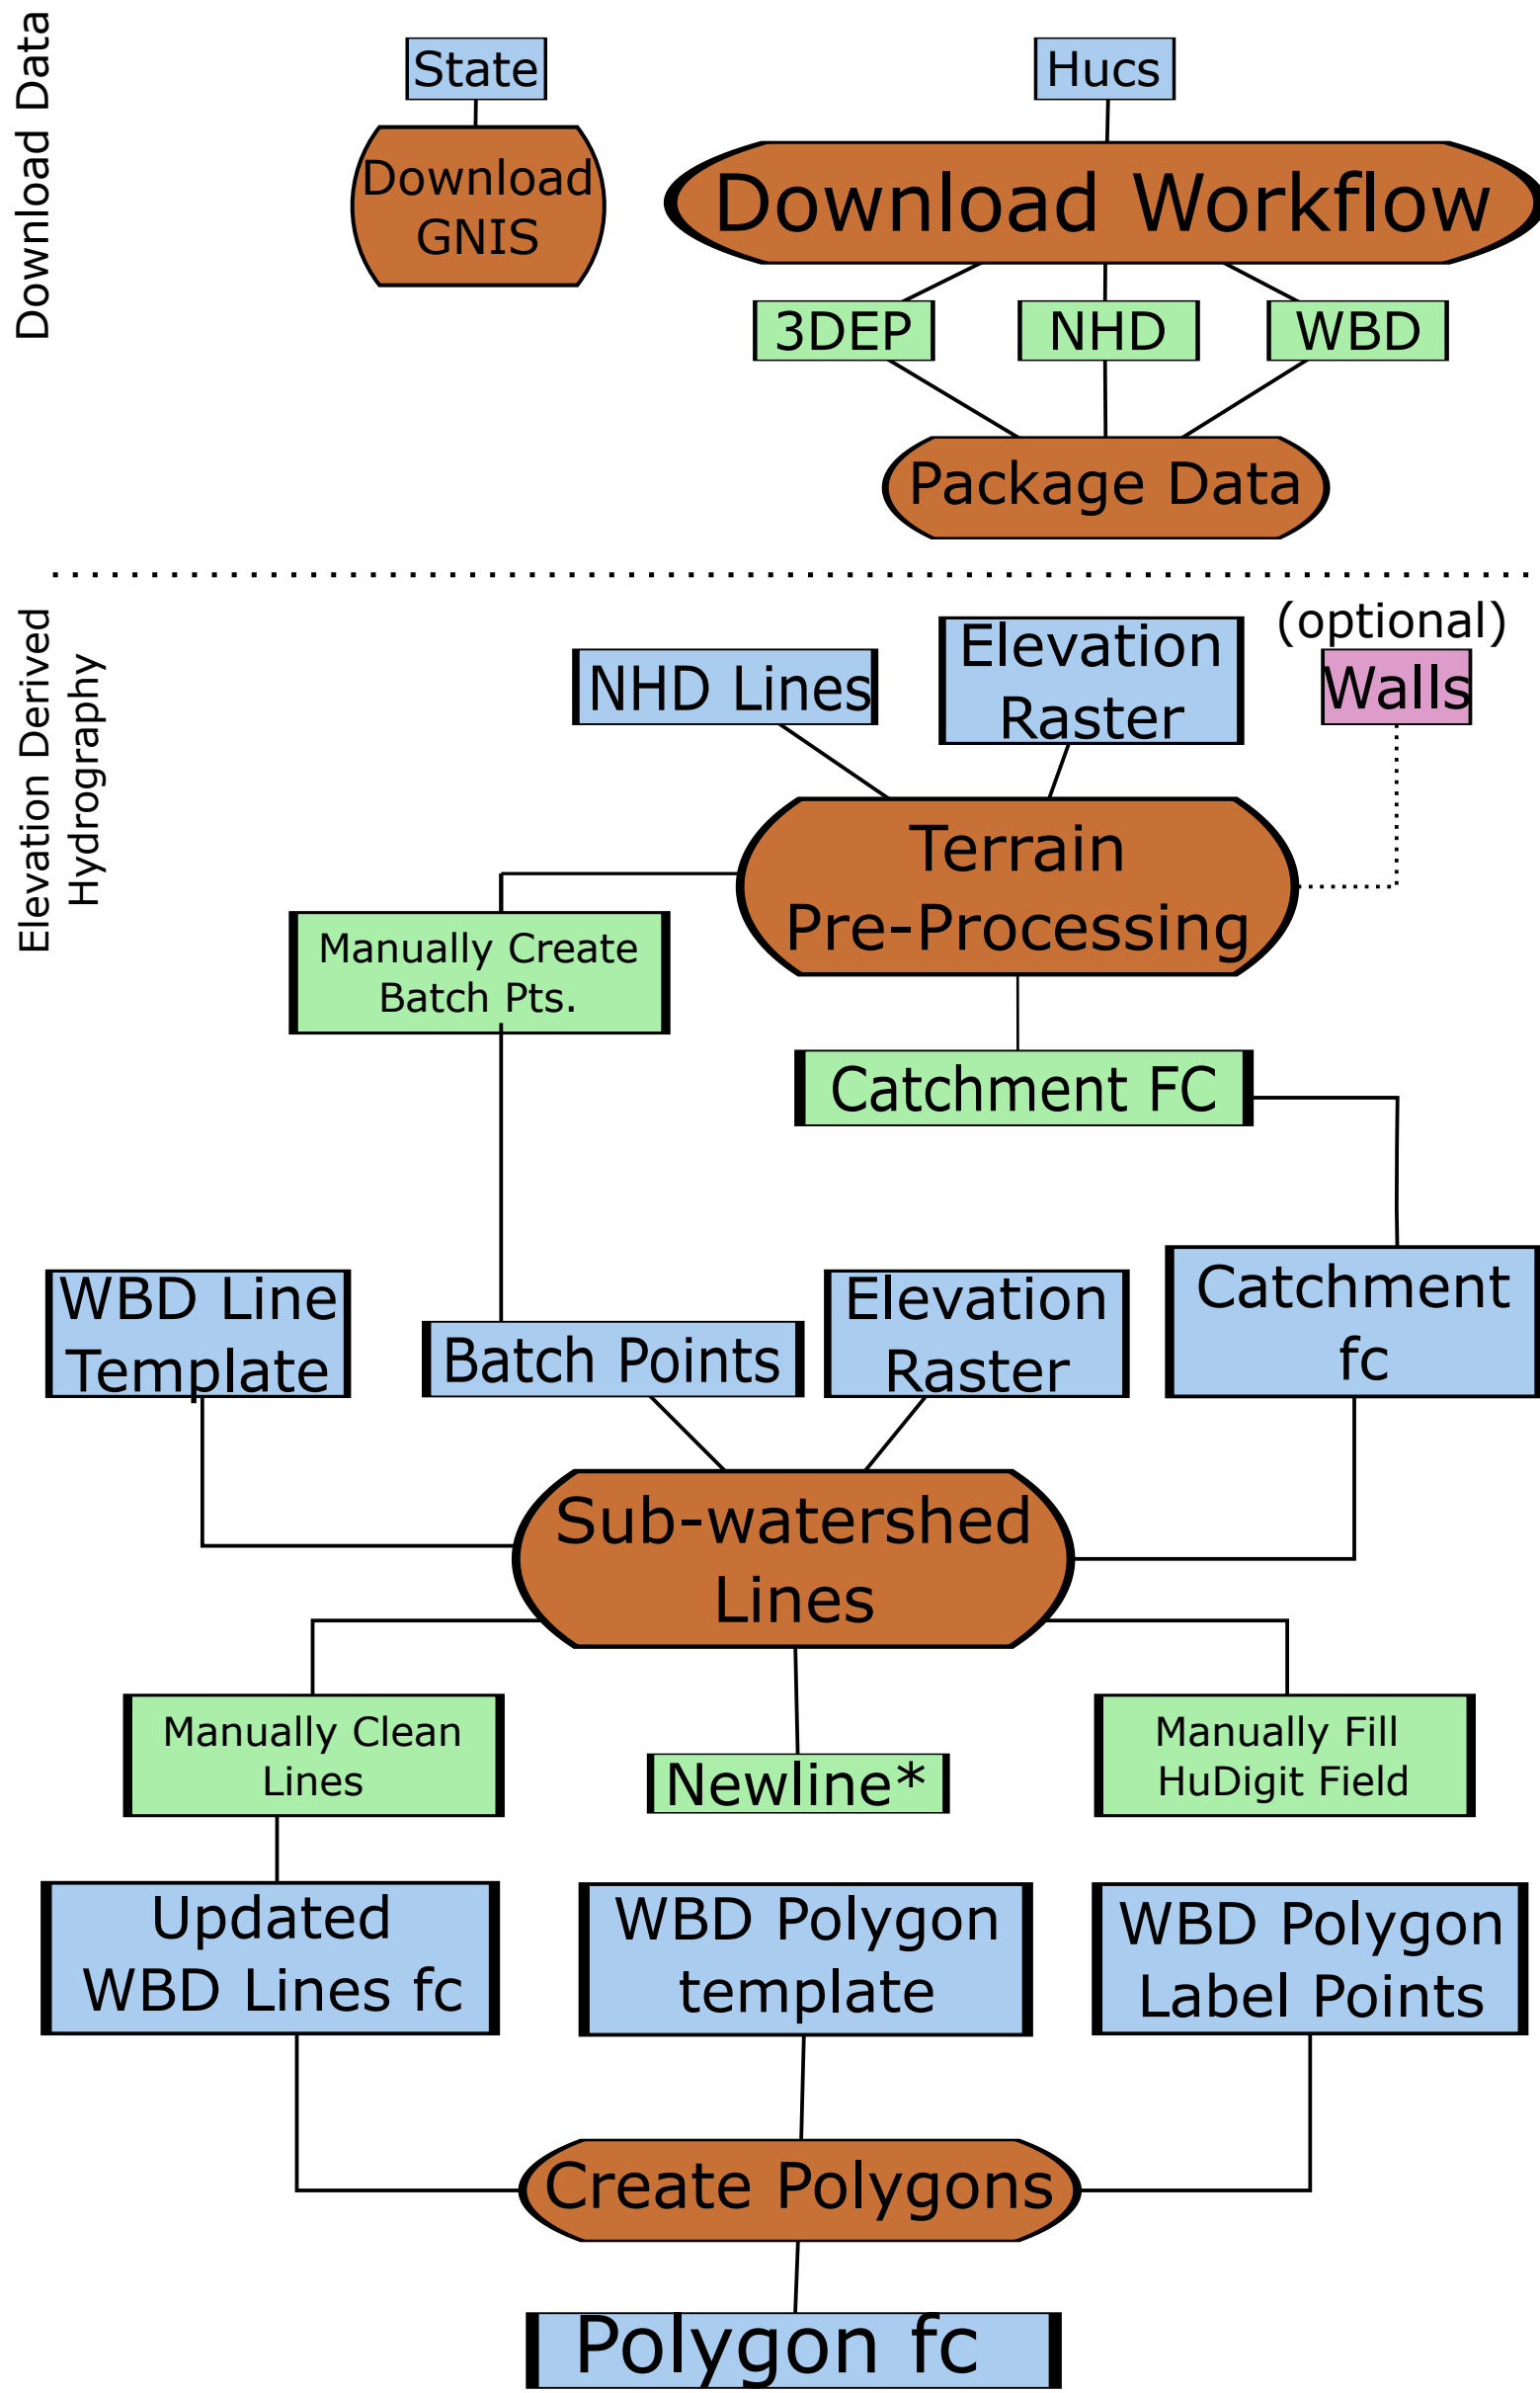 Download Data
State
Hucs
Download
GNIS
Download Workflow
3DEP
NHD
WBD
Package Data
Elevation Derived
Hydrography
(optional)
NHD Lines
Elevation
Raster
Walls
Terrain
Pre-Processing
Manually Create
Batch Pts.
Catchment FC
WBD Line
Template
Batch Points
Elevation
Raster
Catchment
fc
Sub-watershed
Lines
Manually Clean
Lines
Newline*
Manually Fill
HuDigit Field
Updated
WBD Lines fc
WBD Polygon
template
WBD Polygon
Label Points
Create Polygons
Polygon fc